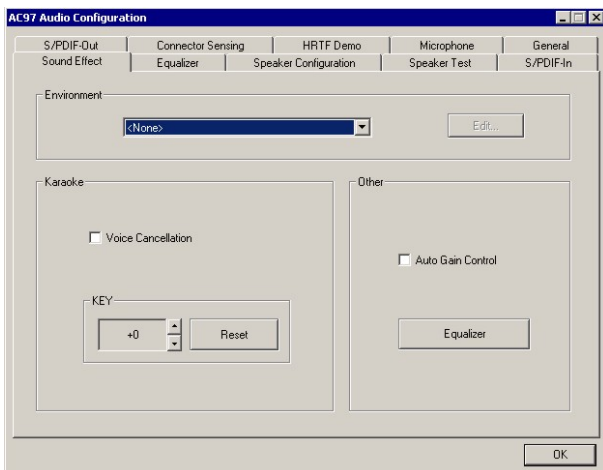 AC97 Audio Configuration
S/PDIF-Out Connector Sensing HRTF Demo Microphone General
Sound Effect Equalizer Speaker Configuration Speaker Test S/PDIF-In
Environment
<None> Edit...
Karaoke
Voice Cancellation
KEY
+0 Reset
Other
Auto Gain Control
Equalizer
OK